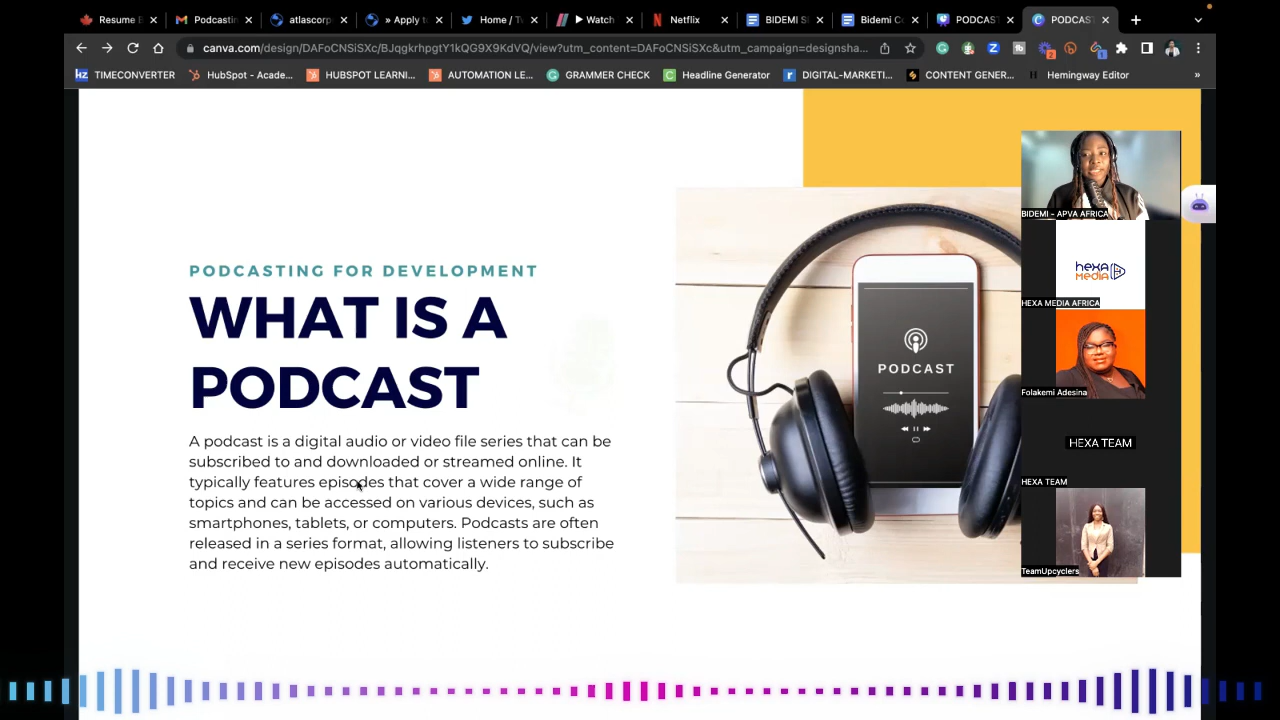 Resume B
Podcasting
atlascorp
» Apply to
Home / Tw
Watch
Netflix
BIDEMI S
Bidemi C
PODCAS
PODCAS
canva.com/design/DAFoCNSiSXc/BJqgkrhpgtY1kQG9X9KdVQ/view?utm_content=DAFoCNSiSXc&utm_campaign=designsha...
TIMECONVERTER
HubSpot - Acade...
HUBSPOT LEARNI...
AUTOMATION LE...
GRAMMER CHECK
Headline Generator
DIGITAL-MARKETI...
CONTENT GENER...
Hemingway Editor
»
PODCASTING FOR DEVELOPMENT
WHAT IS A
PODCAST
A podcast is a digital audio or video file series that can be
subscribed to and downloaded or streamed online. It
typically features episodes that cover a wide range of
topics and can be accessed on various devices, such as
smartphones, tablets, or computers. Podcasts are often
released in a series format, allowing listeners to subscribe
and receive new episodes automatically.
PODCAST
BIDEMI - APVA AFRICA
hexa
MEDIA
HEXA MEDIA AFRICA
Folakemi Adesina
HEXA TEAM
HEXA TEAM
TeamUpcyclers